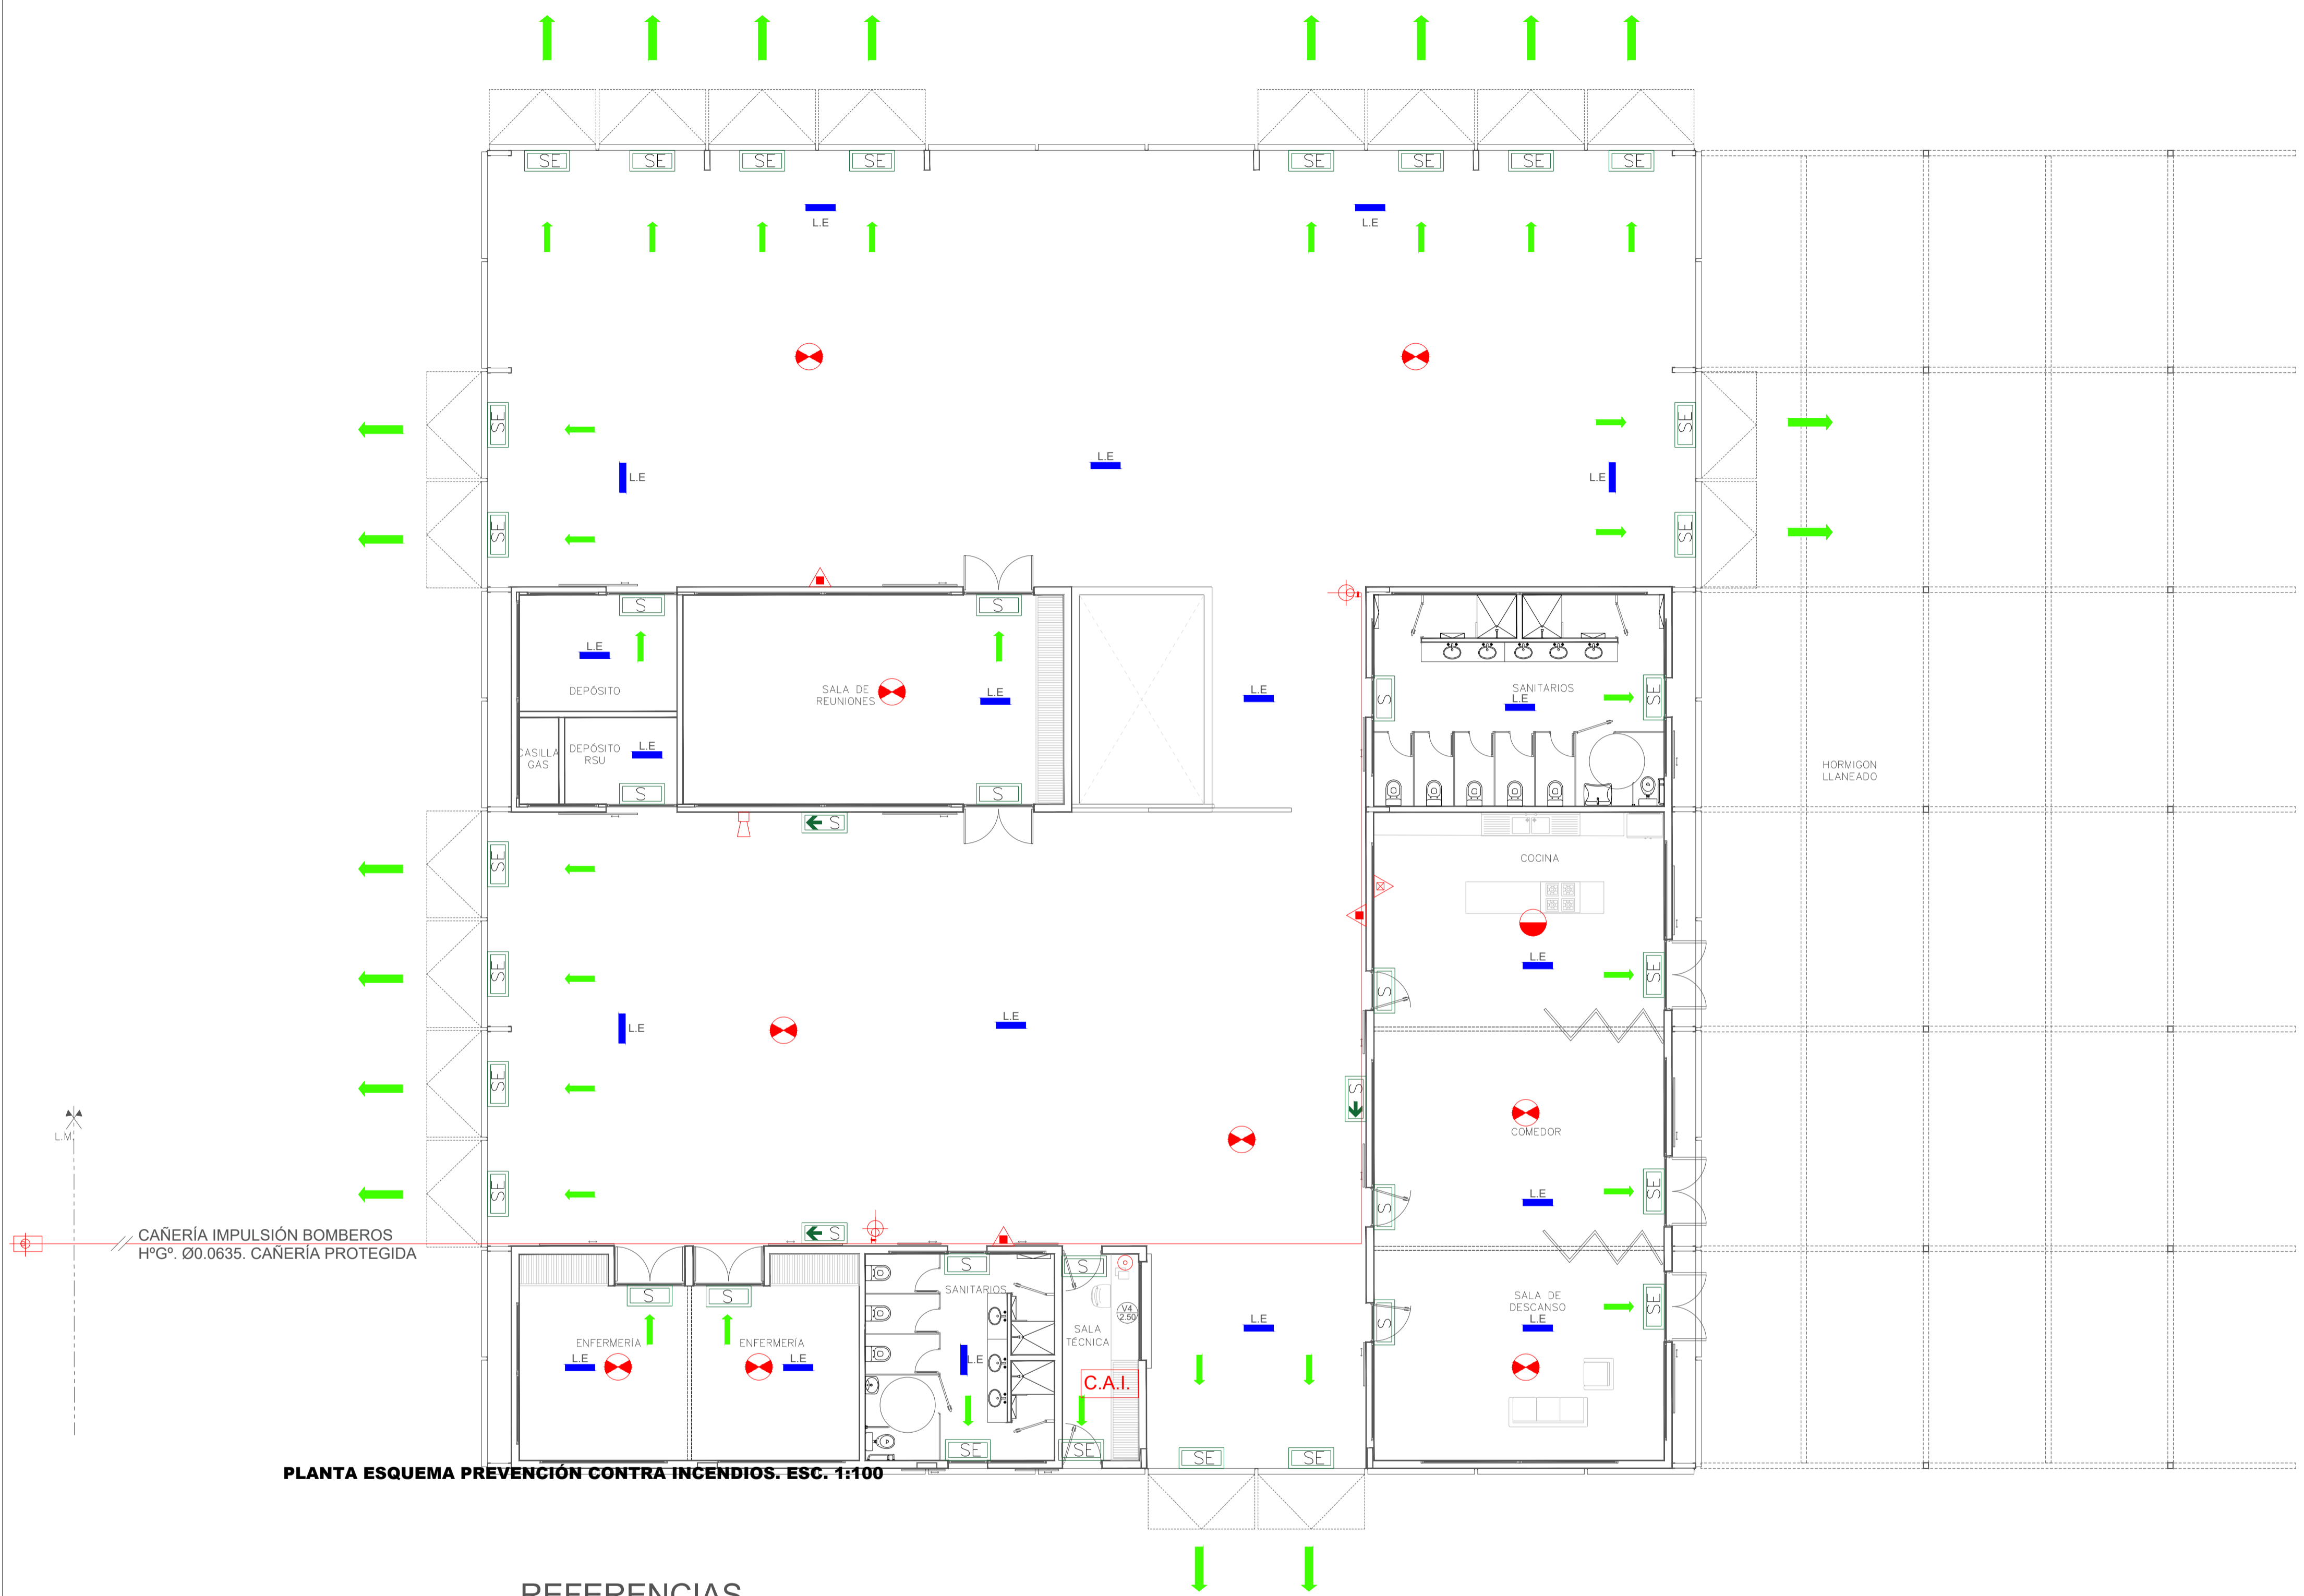 SE SE SE SE SE SE SE SE
L.E L.E
SE SE
L.E L.E L.E
SE SE
S S
L.E
DEPÓSITO
SALA DE
REUNIONES
L.E
L.E
S
SANITARIOS
L.E
SE
CASILLA
GAS
DEPÓSITO
RSU
L.E
S S
HORMIGON
LLANEADO
S
SE
COCINA
L.E
S
SE
SE
L.E
L.E
SE
S
L.M.
COMEDOR
L.E
S
SE
SE
CAÑERÍA IMPULSIÓN BOMBEROS
HºGº. Ø0.0635. CAÑERÍA PROTEGIDA
S
S
S
S S
SANITARIOS
V4
2.50
SALA
TÉCNICA
L.E
SALA DE
DESCANSO
L.E
S
SE
ENFERMERÍA
L.E
ENFERMERÍA
L.E
L.E
C.A.I.
SE SE SE SE
PLANTA ESQUEMA PREVENCIÓN CONTRA INCENDIOS. ESC. 1:100
REFERENCIAS